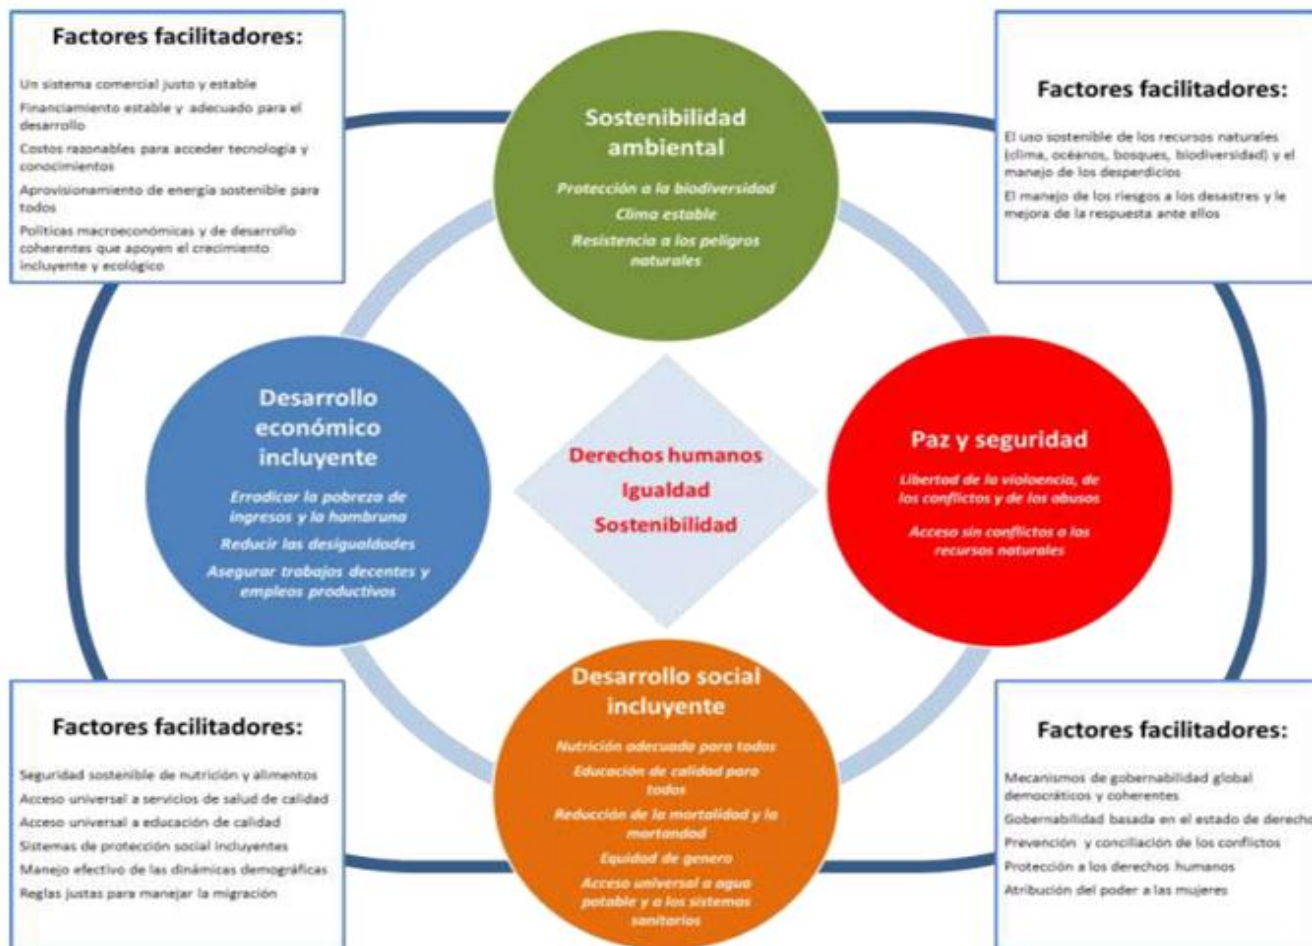 Factores facilitadores:
Un sistema comercial justo y estable
Financiamiento estable y adecuado para el
desarrollo
Costos razonables para acceder tecnología y
conocimientos
Aprovisionamiento de energía sostenible para
todos
Políticas macroeconómicas y de desarrollo
coherentes que apoyen el crecimiento
incluyente y ecológico
Sostenibilidad
ambiental
Protección a la biodiversidad
Clima estable
Resistencia a los peligros
naturales
Factores facilitadores:
El uso sostenible de los recursos naturales
(clima, océanos, bosques, biodiversidad) y el
manejo de los desperdicios
El manejo de los riesgos a los desastres y le
mejora de la respuesta ante ellos
Desarrollo
económico
incluyente
Erradicar la pobreza de
ingresos y la hambruna
Reducir las desigualdades
Asegurar trabajos decentes y
empleos productivos
Derechos humanos
Igualdad
Sostenibilidad
Paz y seguridad
Libertad de la violoencia, de
los conflictos y de los abusos
Acceso sin conflictos a los
recursos naturales
Desarrollo social
incluyente
Nutrición adecuada para todos
Educación de calidad para
todos
Reducción de la mortalidad y la
mortandad
Equidad de genero
Acceso universal a agua
potable y a los sistemas
sanitarios
Factores facilitadores:
Seguridad sostenible de nutrición y alimentos
Acceso universal a servicios de salud de calidad
Acceso universal a educación de calidad
Sistemas de protección social incluyentes
Manejo efectivo de las dinámicas demográficas
Reglas justas para manejar la migración
Factores facilitadores:
Mecanismos de gobernabilidad global
democráticos y coherentes
Gobernabilidad basada en el estado de derecho
Prevención y conciliación de los conflictos
Protección a los derechos humanos
Atribución del poder a las mujeres